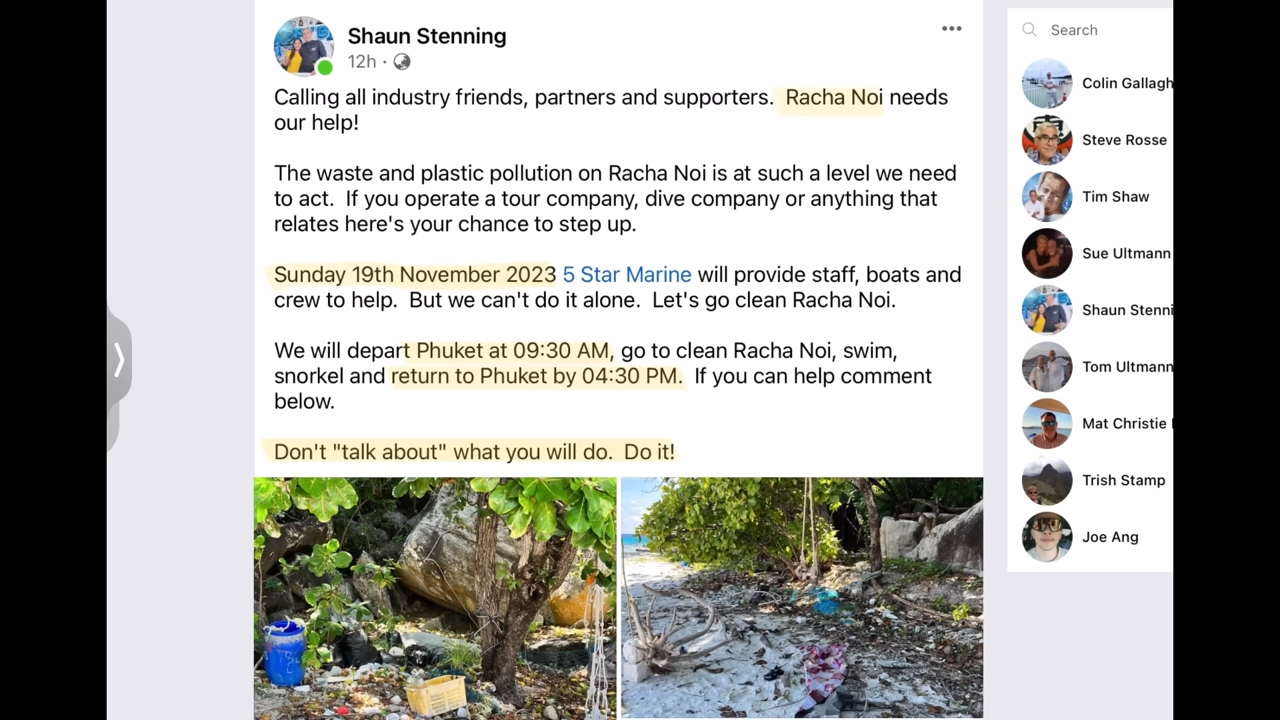 Shaun Stenning
12h ·
Calling all industry friends, partners and supporters. Racha Noi needs
our help!
The waste and plastic pollution on Racha Noi is at such a level we need
to act. If you operate a tour company, dive company or anything that
relates here's your chance to step up.
Sunday 19th November 2023 5 Star Marine will provide staff, boats and
crew to help. But we can't do it alone. Let's go clean Racha Noi.
We will depart Phuket at 09:30 AM, go to clean Racha Noi, swim,
snorkel and return to Phuket by 04:30 PM. If you can help comment
below.
Don't "talk about" what you will do. Do it!
Search
Colin Gallagh
Steve Rosse
Tim Shaw
Sue Ultmann
Shaun Stenni
Tom Ultmann
Mat Christie
Trish Stamp
Joe Ang